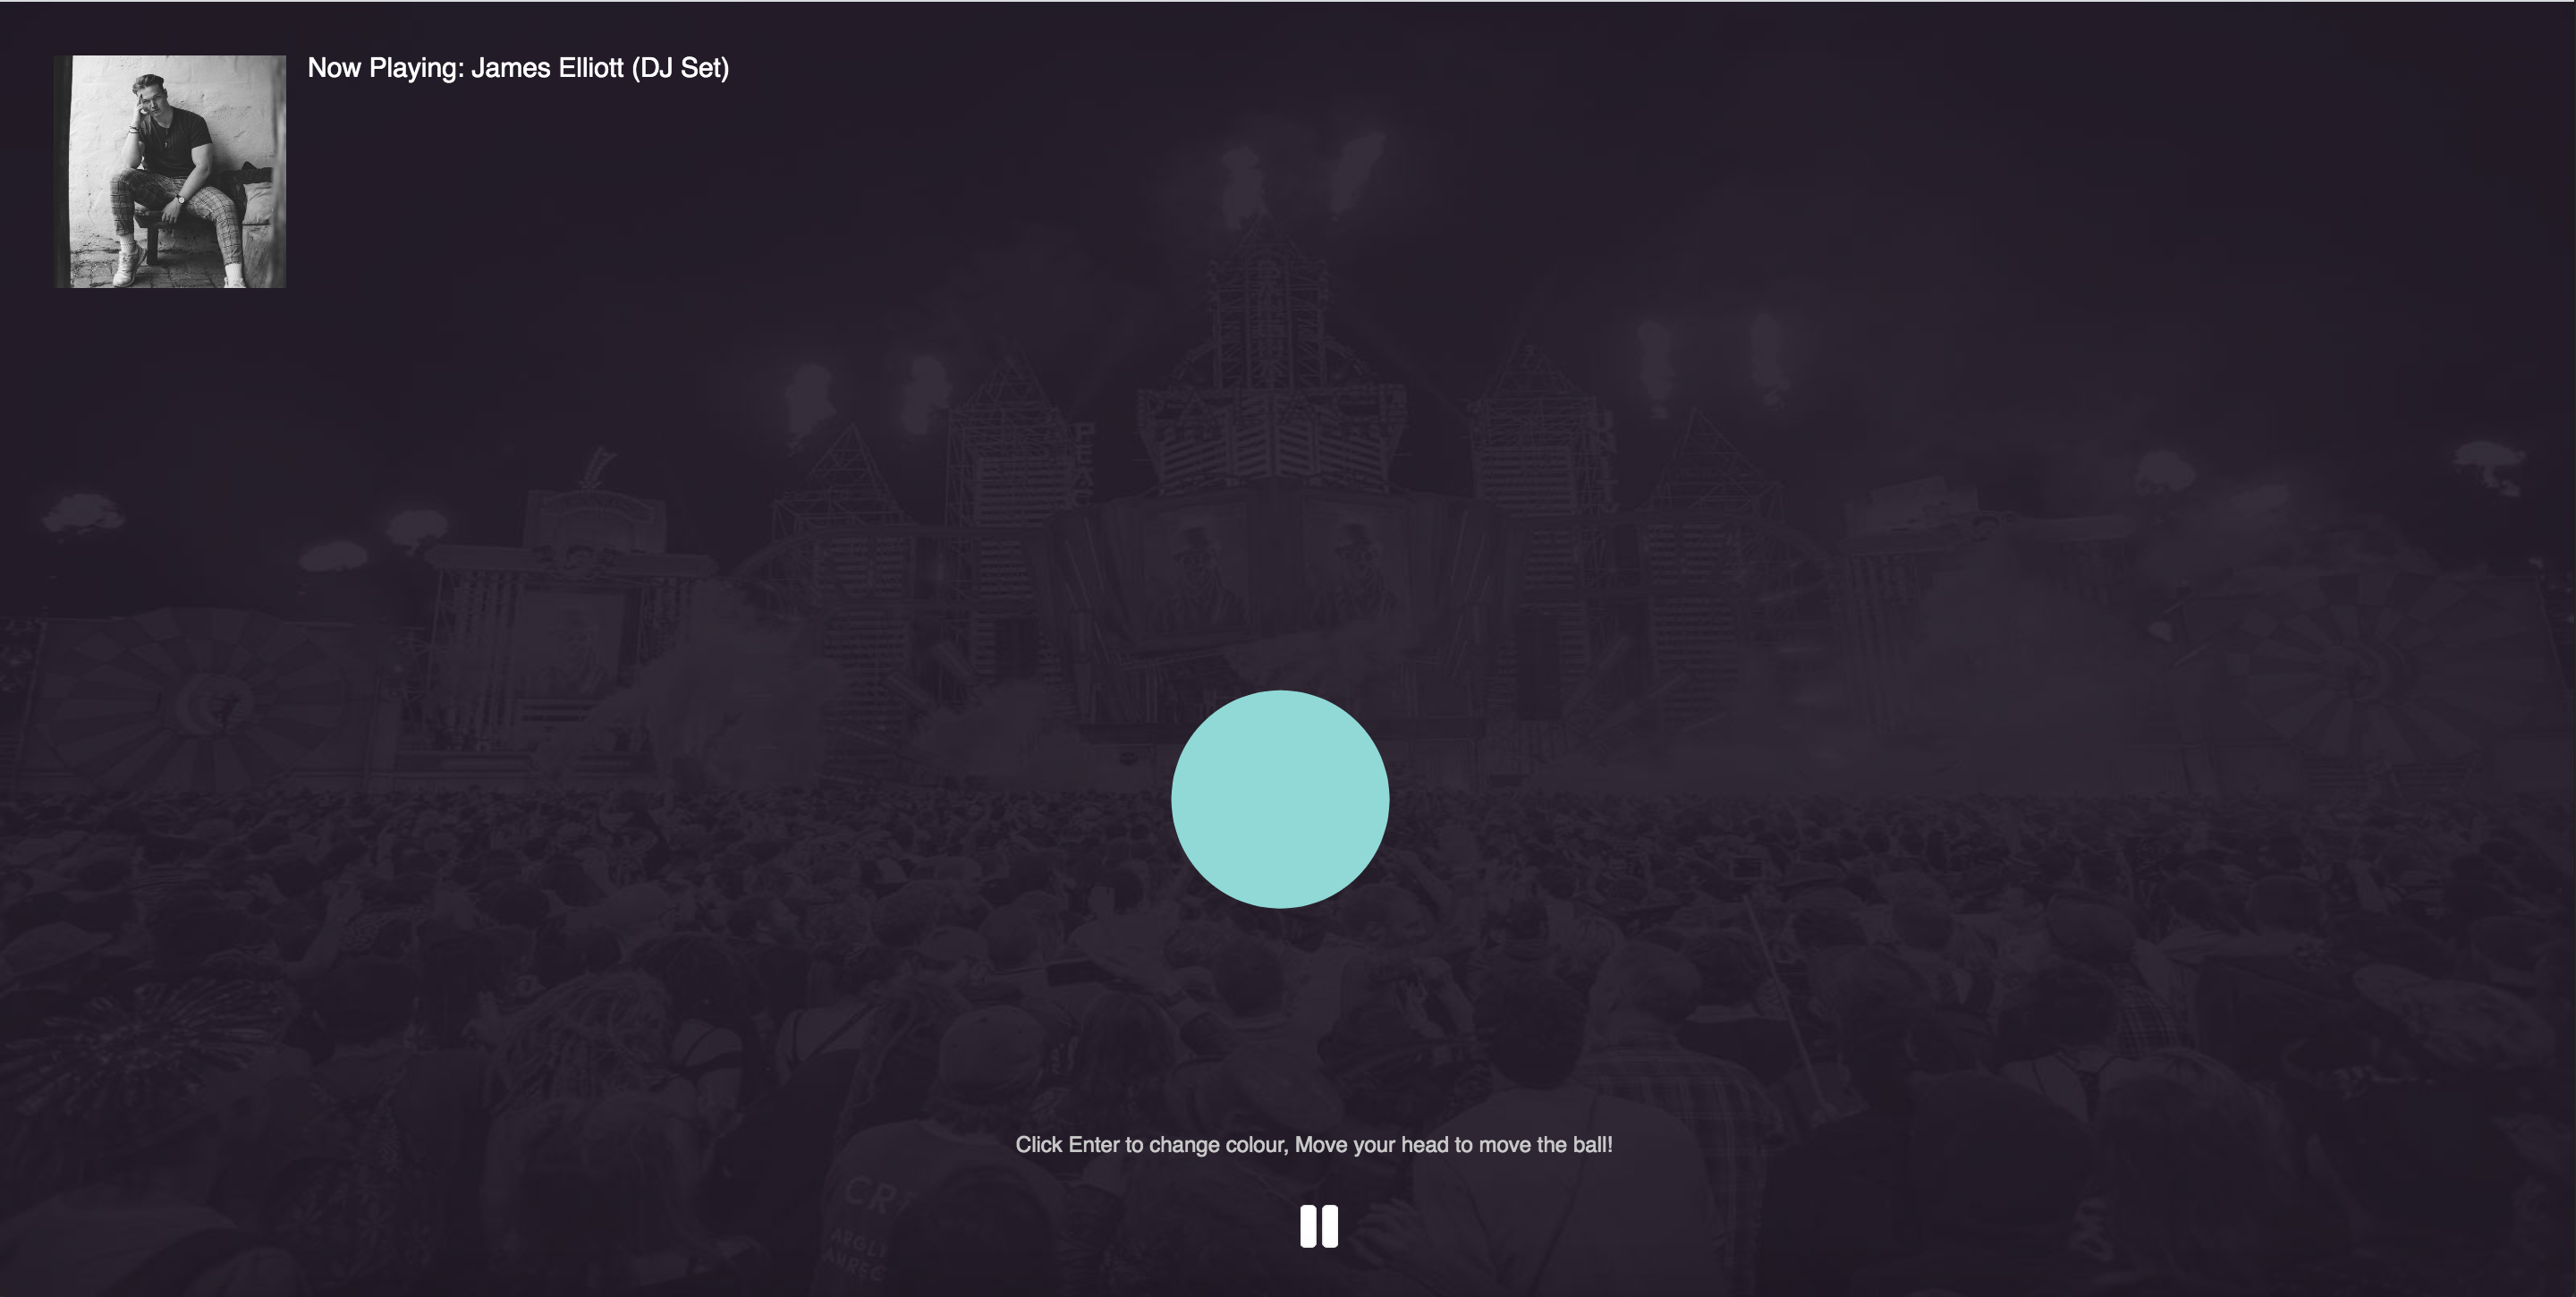 Now Playing: James Elliott (DJ Set)
Click Enter to change colour, Move your head to move the ball!